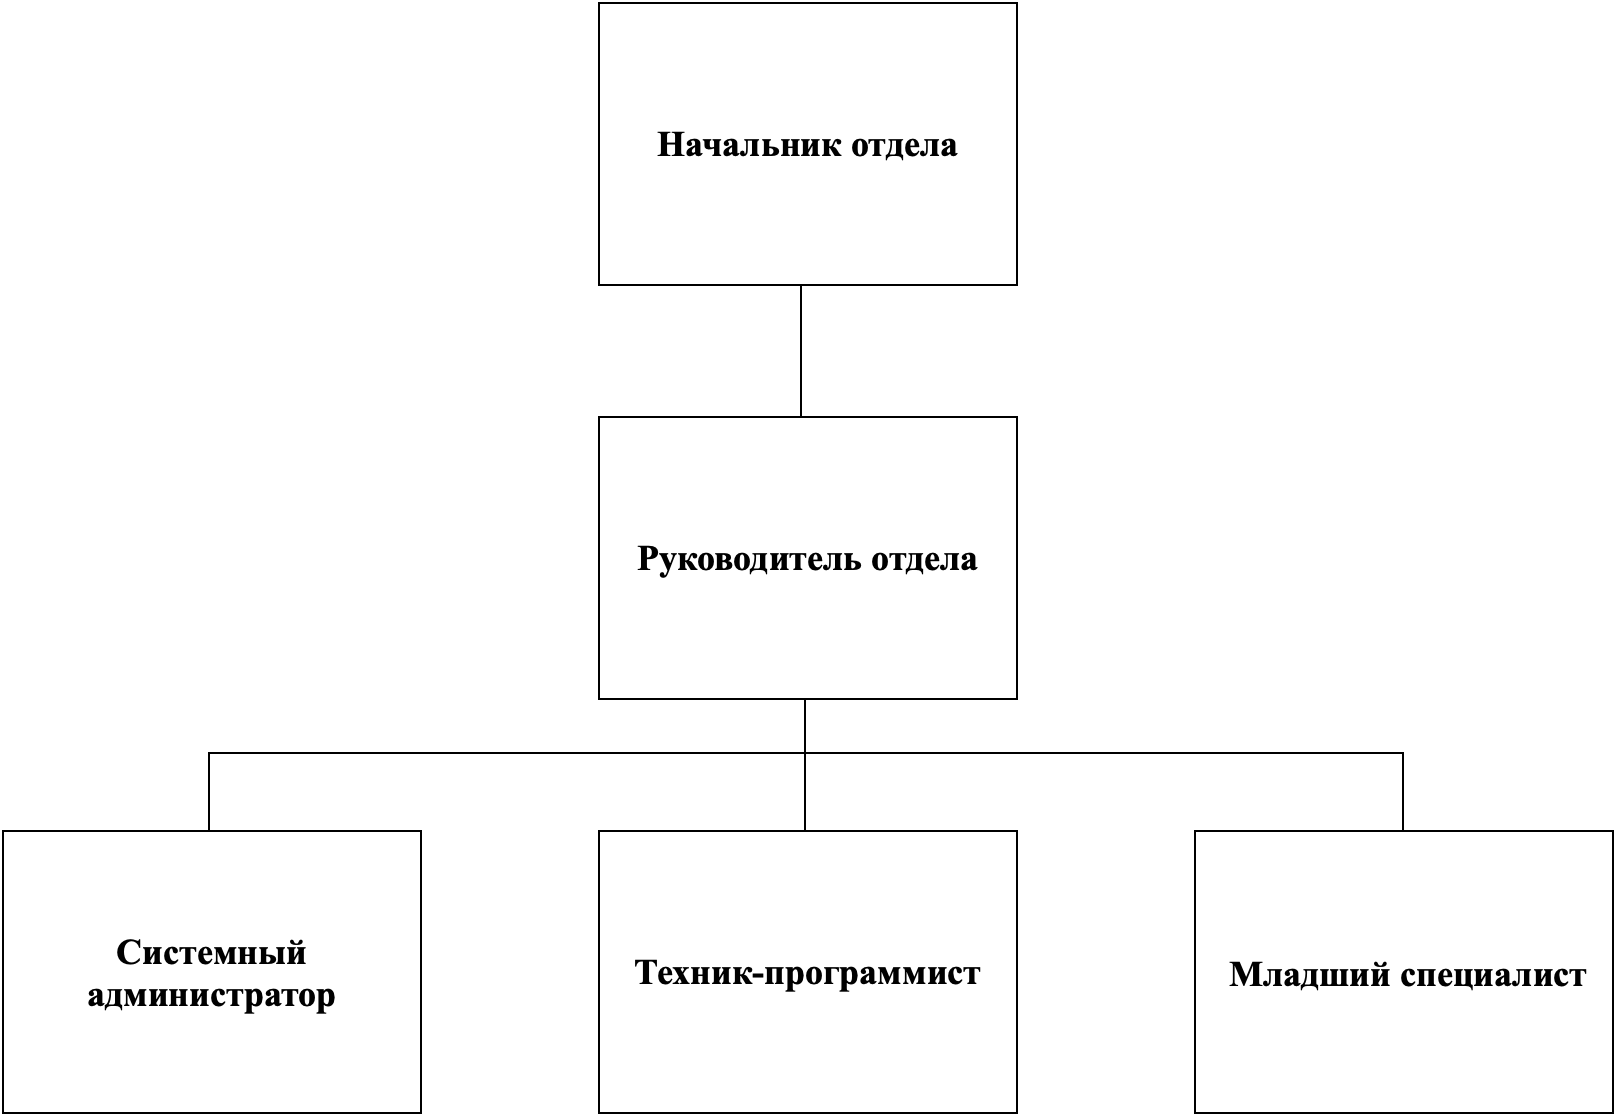 Начальник отдела
Руководитель отдела
Системный
администратор
Техник-программист
Младший специалист